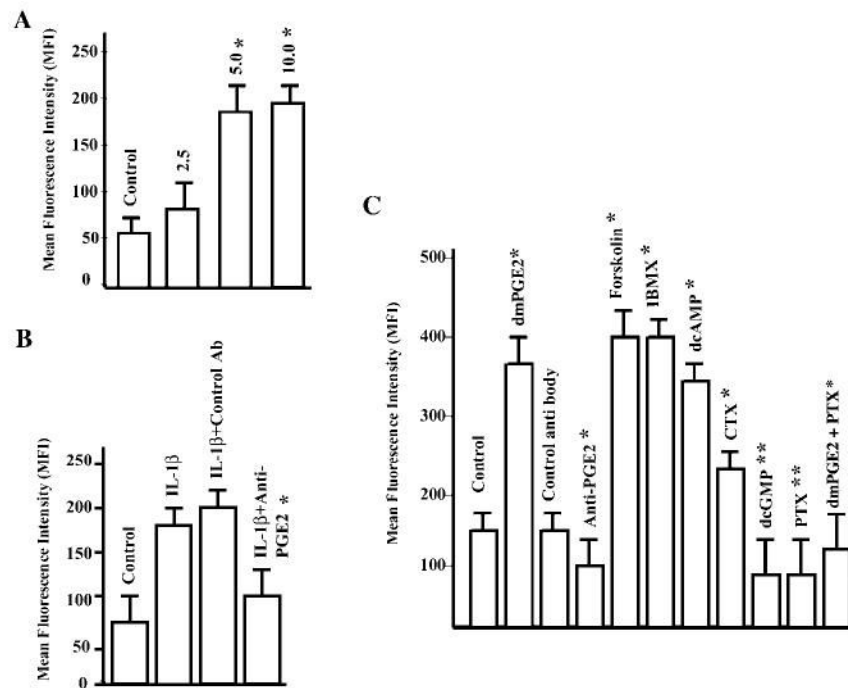 A
Mean Fluorescence Intensity (MFI)
250
200
150
100
50
0
Control
2.5
5.0 *
10.0 *
B
Mean Fluorescence Intensity (MFI)
250
200
150
100
50
0
Control
IL-1β
IL-1β+Control Ab
IL-1β+Anti-
PGE2 *
C
Mean Fluorescence Intensity (MFI)
500
400
300
200
100
Control
dmPGE2*
Control anti body
Anti-PGE2 *
Forskolin *
IBMX *
dcAMP *
CTX *
dcGMP **
PTX **
dmPGE2 + PTX*